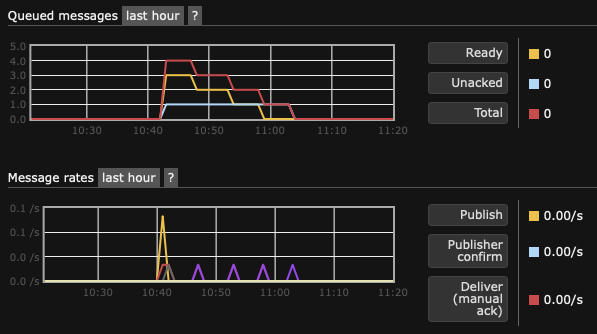 Queued messages last hour ?
5.0
4.0
3.0
2.0
1.0
0.0
10:30 10:40 10:50 11:00 11:10 11:20
Ready 0
Unacked 0
Total 0
Message rates last hour ?
0.1 /s
0.1 /s
0.0 /s
0.0 /s
10:30 10:40 10:50 11:00 11:10 11:20
Publish 0.00/s
Publisher
confirm 0.00/s
Deliver
(manual
ack) 0.00/s